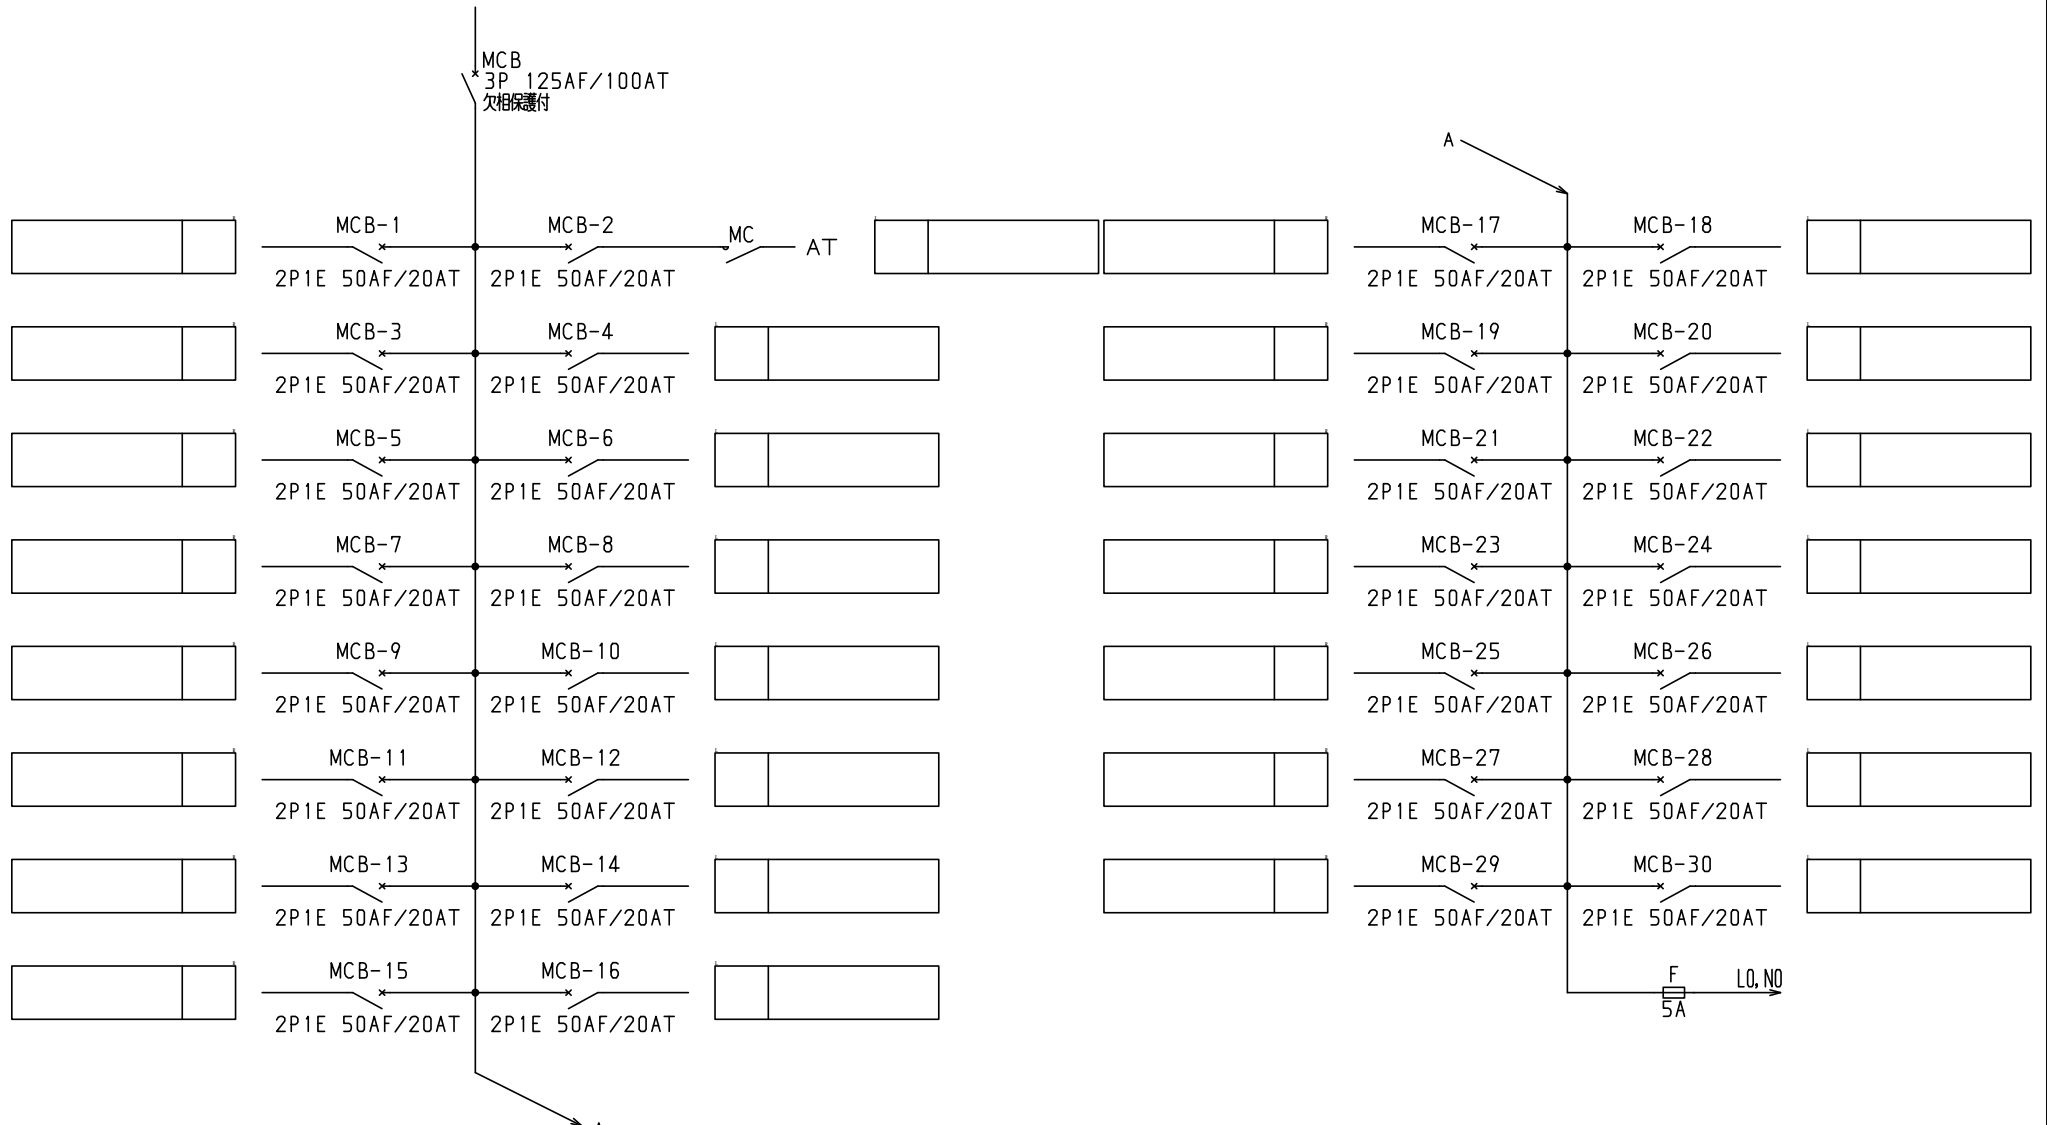 MCB
3P 125AF/100AT
欠相保護付
A
MCB-1 MCB-2 MC AT MCB-17 MCB-18
2P1E 50AF/20AT 2P1E 50AF/20AT 2P1E 50AF/20AT 2P1E 50AF/20AT
MCB-3 MCB-4 MCB-19 MCB-20
2P1E 50AF/20AT 2P1E 50AF/20AT 2P1E 50AF/20AT 2P1E 50AF/20AT
MCB-5 MCB-6 MCB-21 MCB-22
2P1E 50AF/20AT 2P1E 50AF/20AT 2P1E 50AF/20AT 2P1E 50AF/20AT
MCB-7 MCB-8 MCB-23 MCB-24
2P1E 50AF/20AT 2P1E 50AF/20AT 2P1E 50AF/20AT 2P1E 50AF/20AT
MCB-9 MCB-10 MCB-25 MCB-26
2P1E 50AF/20AT 2P1E 50AF/20AT 2P1E 50AF/20AT 2P1E 50AF/20AT
MCB-11 MCB-12 MCB-27 MCB-28
2P1E 50AF/20AT 2P1E 50AF/20AT 2P1E 50AF/20AT 2P1E 50AF/20AT
MCB-13 MCB-14 MCB-29 MCB-30
2P1E 50AF/20AT 2P1E 50AF/20AT 2P1E 50AF/20AT 2P1E 50AF/20AT
MCB-15 MCB-16 F L0,N0
2P1E 50AF/20AT 2P1E 50AF/20AT 5A